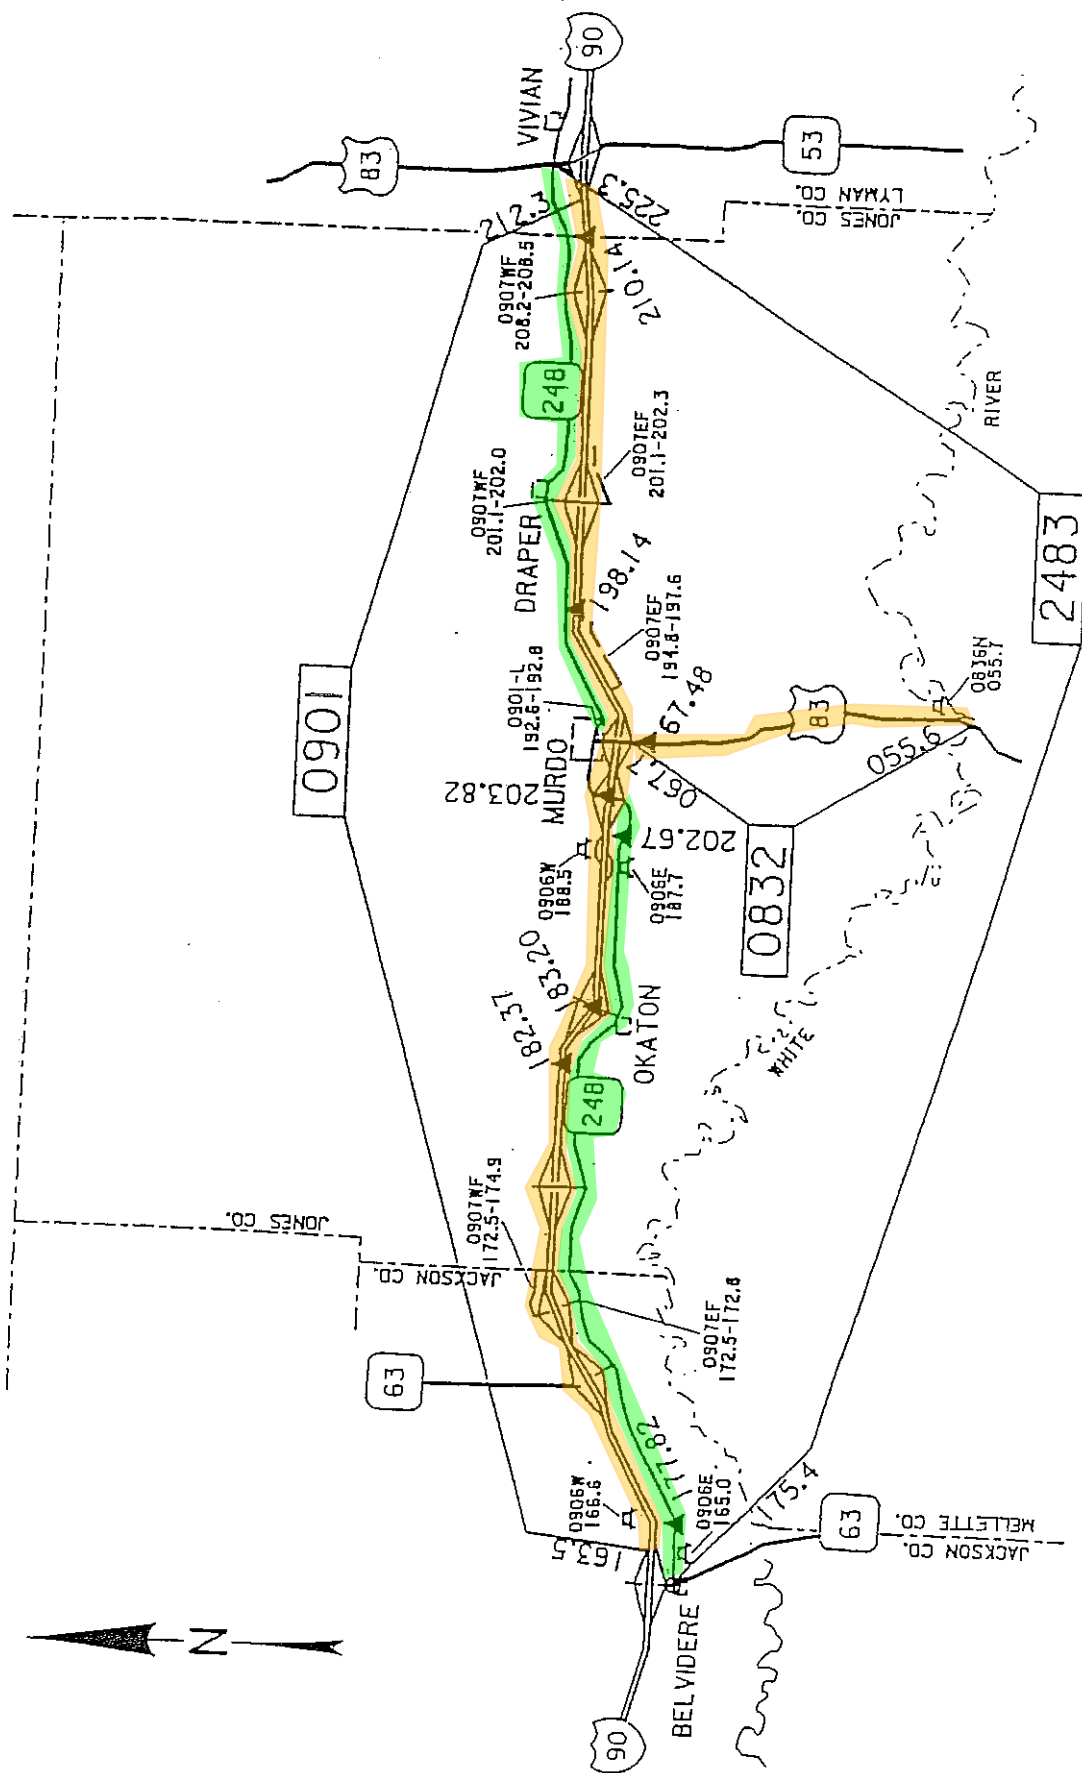 90
VIVIAN
83
53
JONES CO.
LYMAN CO.
212.3
225.3
0907WF
208.2-208.5
210.14
248
0907WF
201.1-202.0
0907EF
201.1-202.3
DRAPER
198.14
0907EF
194.8-197.6
0901-L
192.6-192.8
0901
2483
RIVER
0836N
055.7
83
055.6
67.48
067.7
MURDO
203.82
202.67
0832
0906W
188.5
0906E
187.7
183.20
182.37
OKATON
248
WHITE
0907WF
172.5-174.9
JONES CO.
JACKSON CO.
0907EF
172.5-172.8
63
177.82
0906W
166.6
0906E
165.0
163.5
175.4
63
JACKSON CO.
MELLETTE CO.
BELVIDERE
90
N